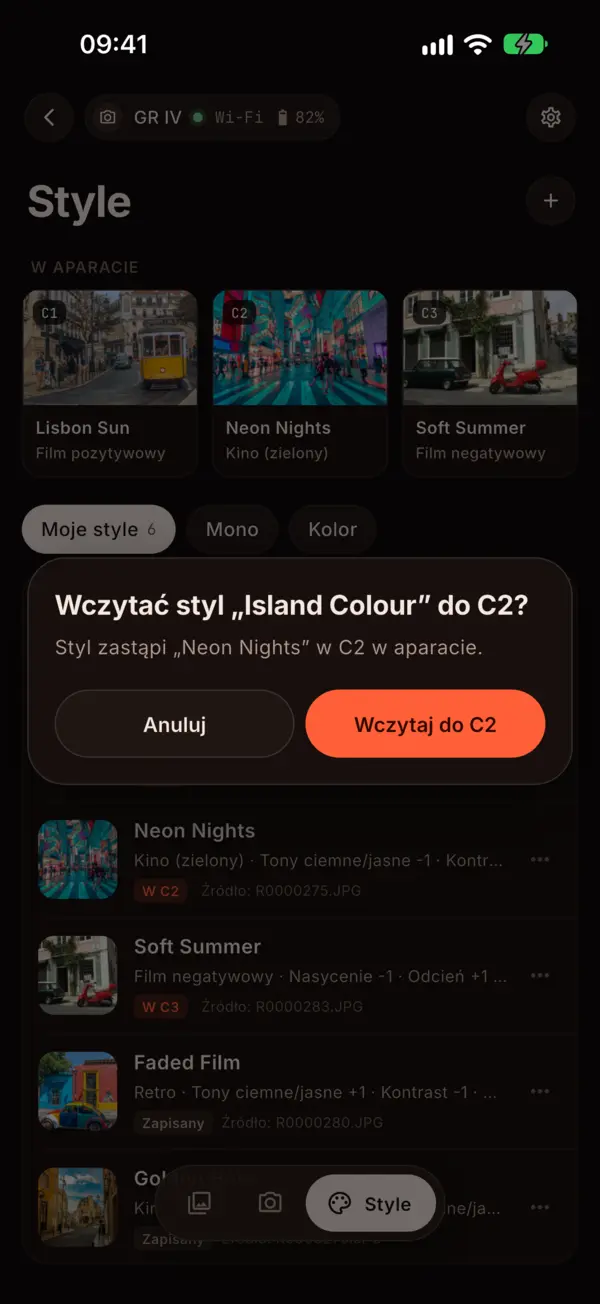 09:41
GR IV Wi-Fi 82%
Style
W APARACIE
C1
C2
C3
Lisbon Sun
Film pozytywowy
Neon Nights
Kino (zielony)
Soft Summer
Film negatywowy
Moje style 6
Mono
Kolor
Wczytać styl „Island Colour” do C2?
Styl zastąpi „Neon Nights” w C2 w aparacie.
Anuluj
Wczytaj do C2
Neon Nights
Kino (zielony) · Tony ciemne/jasne -1 · Kontr...
W C2 Źródło: R0000275.JPG
Soft Summer
Film negatywowy · Nasycenie -1 · Odcień +1 ...
W C3 Źródło: R0000283.JPG
Faded Film
Retro · Tony ciemne/jasne +1 · Kontrast -1 · ...
Zapisany Źródło: R0000280.JPG
Style
Zapisany